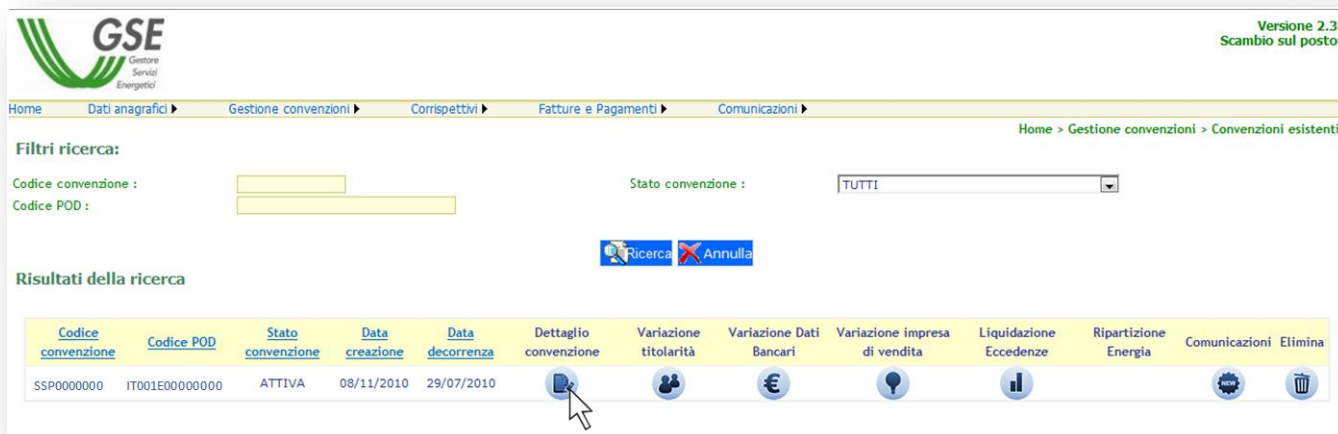 GSE
Gestore
Servizi
Energetici
Versione 2.3
Scambio sul posto
Home Dati anagrafici Gestione convenzioni Corrispettivi Fatture e Pagamenti Comunicazioni
Home > Gestione convenzioni > Convenzioni esistenti
Filtri ricerca:
Codice convenzione : Stato convenzione : TUTTI
Codice POD :
Ricerca Annulla
Risultati della ricerca
Codice convenzione Codice POD Stato convenzione Data creazione Data decorrenza Dettaglio convenzione Variazione titolarità Variazione Dati Bancari Variazione impresa di vendita Liquidazione Eccedenze Ripartizione Energia Comunicazioni Elimina
SSP0000000 IT001E00000000 ATTIVA 08/11/2010 29/07/2010 € NEW